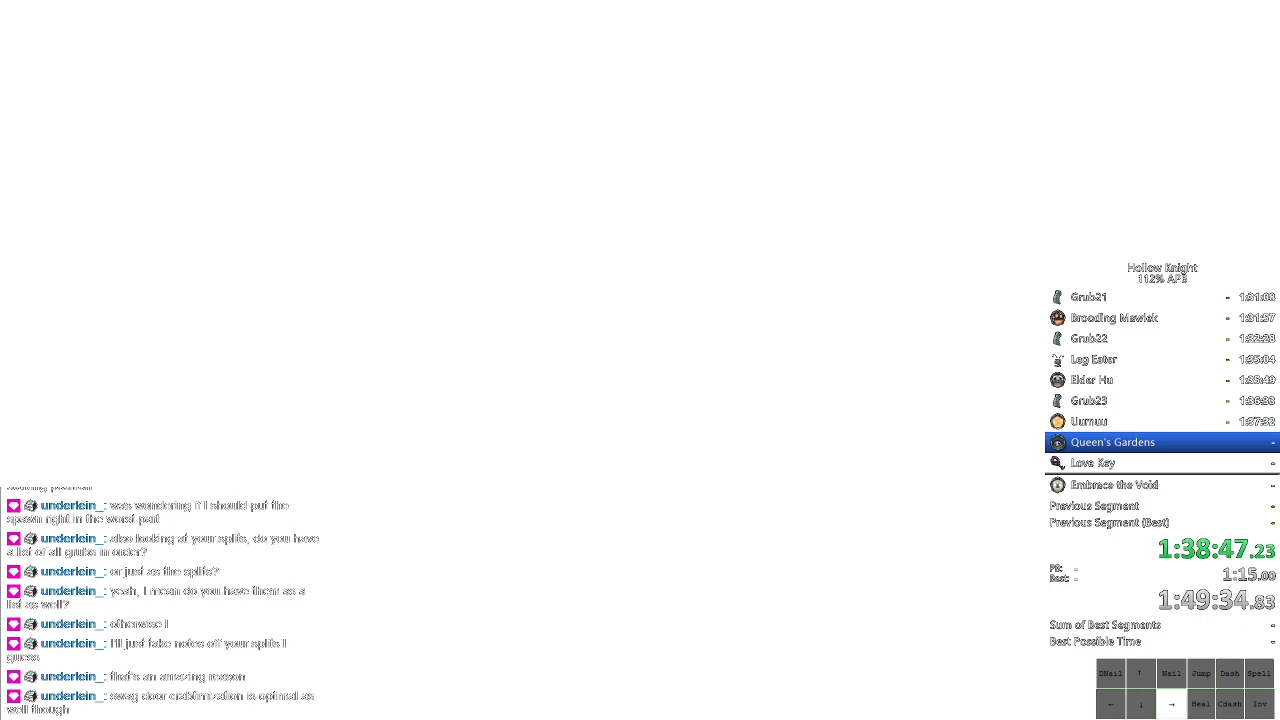 Hollow Knight
112% APB
Grub21 - 1:31:08
Brooding Mawlek - 1:31:57
Grub22 - 1:32:28
Leg Eater - 1:35:04
Elder Hu - 1:35:49
Grub23 - 1:36:33
Uumuu - 1:37:32
Queen's Gardens -
Love Key -
Embrace the Void -
Previous Segment -
Previous Segment (Best) -
1:38:47.23
PB: -
Best: -
1:15.00
1:49:34.83
Sum of Best Segments -
Best Possible Time -
DNail ↑ Nail Jump Dash Spell
← ↓ → Heal Cdash Inv
underlein_: was wondering if I should put the
spawn right in the worst part
underlein_: also looking at your splits, do you have
a list of all grubs in order?
underlein_: or just as the splits?
underlein_: yeah, I mean do you have them as a
list as well?
underlein_: otherwise I
underlein_: I'll just take notes off your splits I
guess
underlein_: that's an amazing reason
underlein_: swag door crablimization is optimal as
well though